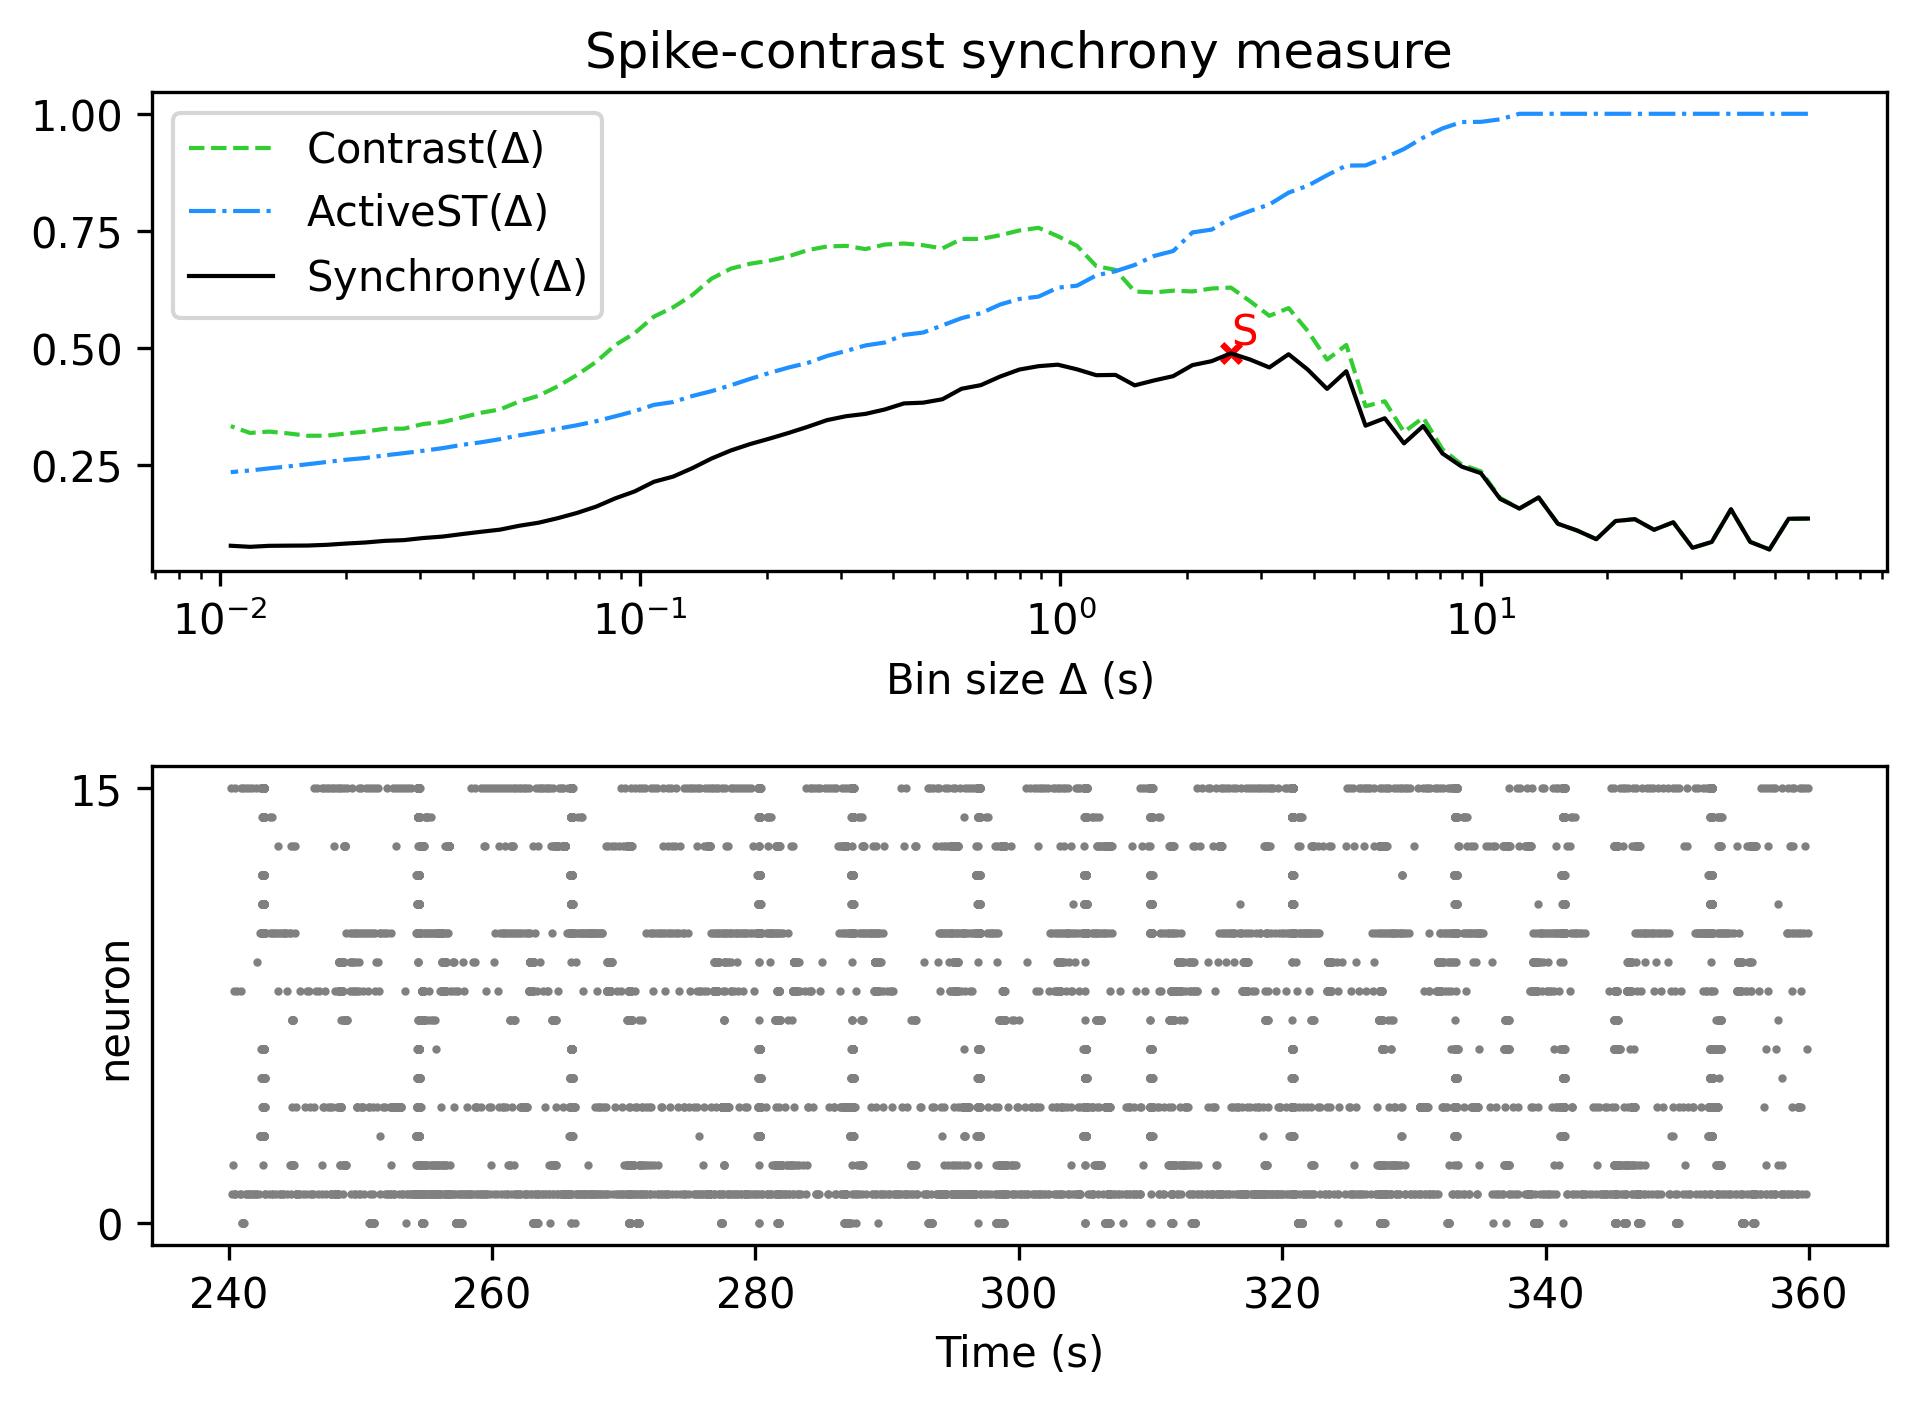 Spike-contrast synchrony measure
1.00
0.75
0.50
0.25
Contrast(Δ)
ActiveST(Δ)
Synchrony(Δ)
S
10⁻² 10⁻¹ 10⁰ 10¹
Bin size Δ (s)
15
0
neuron
240 260 280 300 320 340 360
Time (s)